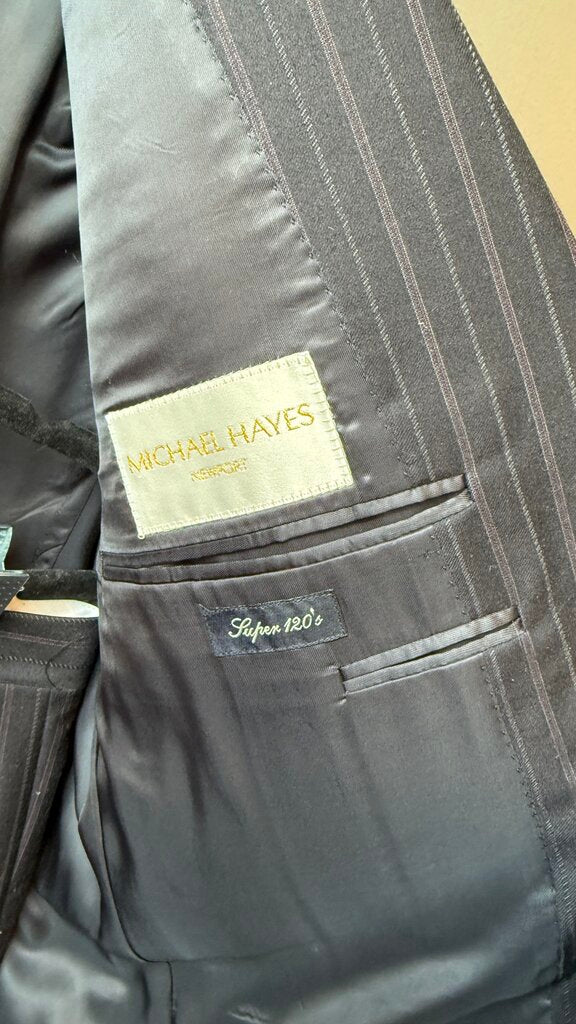 MICHAEL HAYES
NEWPORT
Super 120's